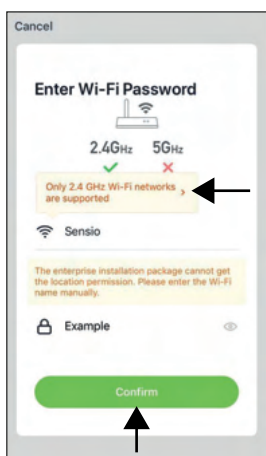 Cancel
Enter Wi-Fi Password
2.4GHz 5GHz
Only 2.4 GHz Wi-Fi networks
are supported
Sensio
The enterprise installation package cannot get
the location permission. Please enter the Wi-Fi
name manually.
Example
Confirm